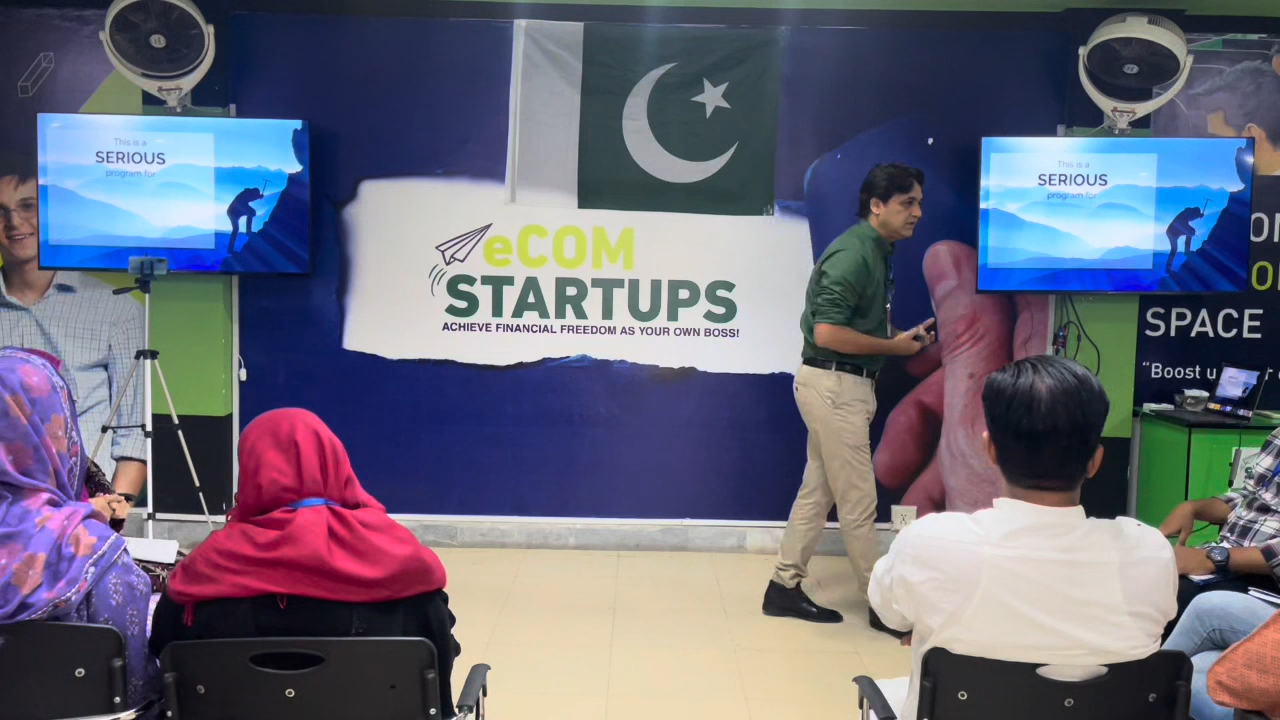 This is a
SERIOUS
program for
eCOM
STARTUPS
ACHIEVE FINANCIAL FREEDOM AS YOUR OWN BOSS!
This is a
SERIOUS
program for
SPACE
"Boost